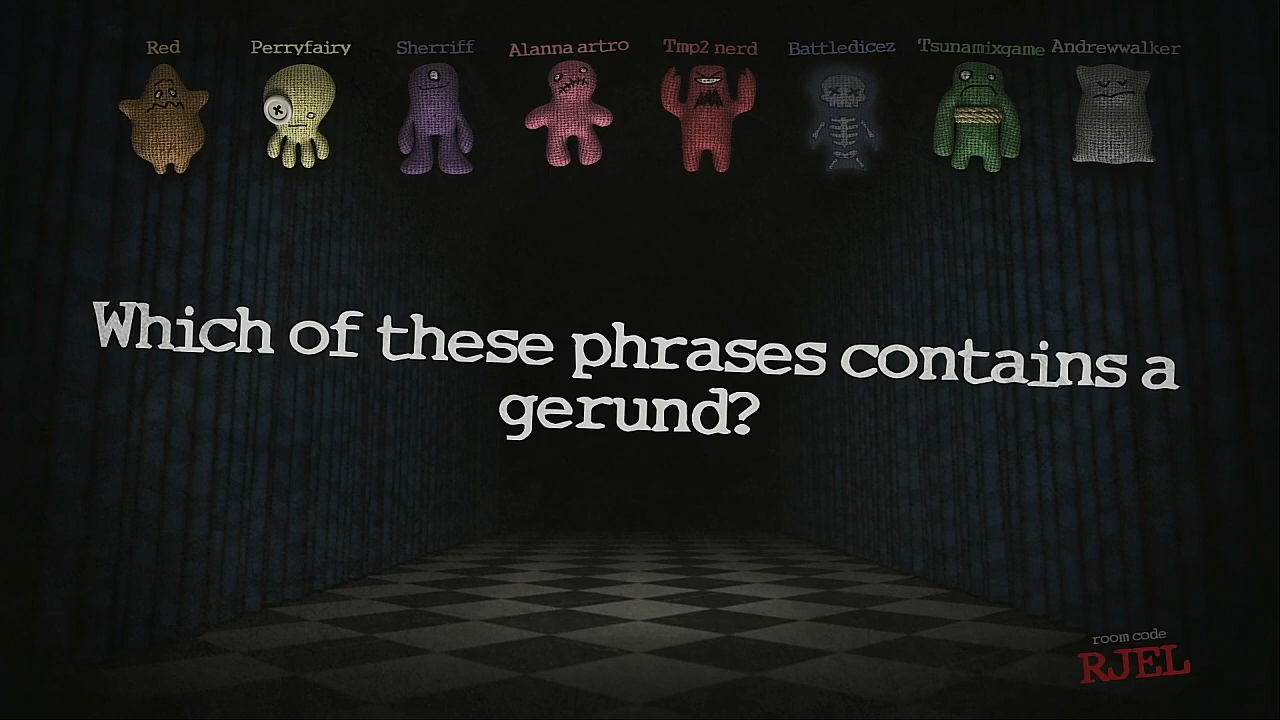 Red
Perryfairy
Sherriff
Alanna artro
Tmp2 nerd
Battledicez
Tsunamixgame
Andrewwalker
Which of these phrases contains a
gerund?
room code
RJEL